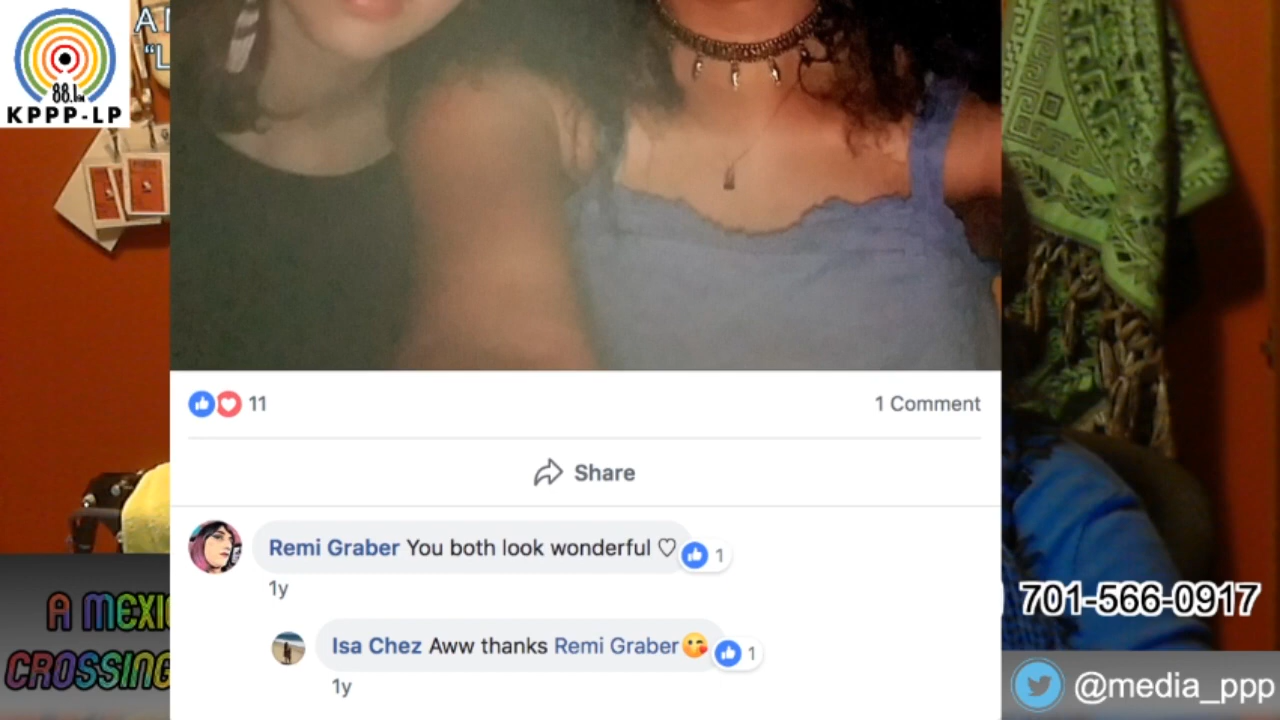 88.1
KPPP-LP
11
1 Comment
Share
Remi Graber You both look wonderful ♡
1
1y
Isa Chez Aww thanks Remi Graber😘
1
1y
A MEXI
CROSSING
701-566-0917
@media_ppp